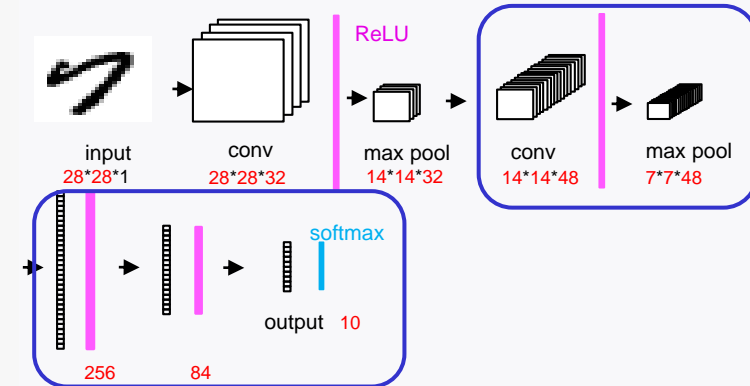 ReLU
input conv max pool conv max pool
28*28*1 28*28*32 14*14*32 14*14*48 7*7*48
softmax
output 10
256 84